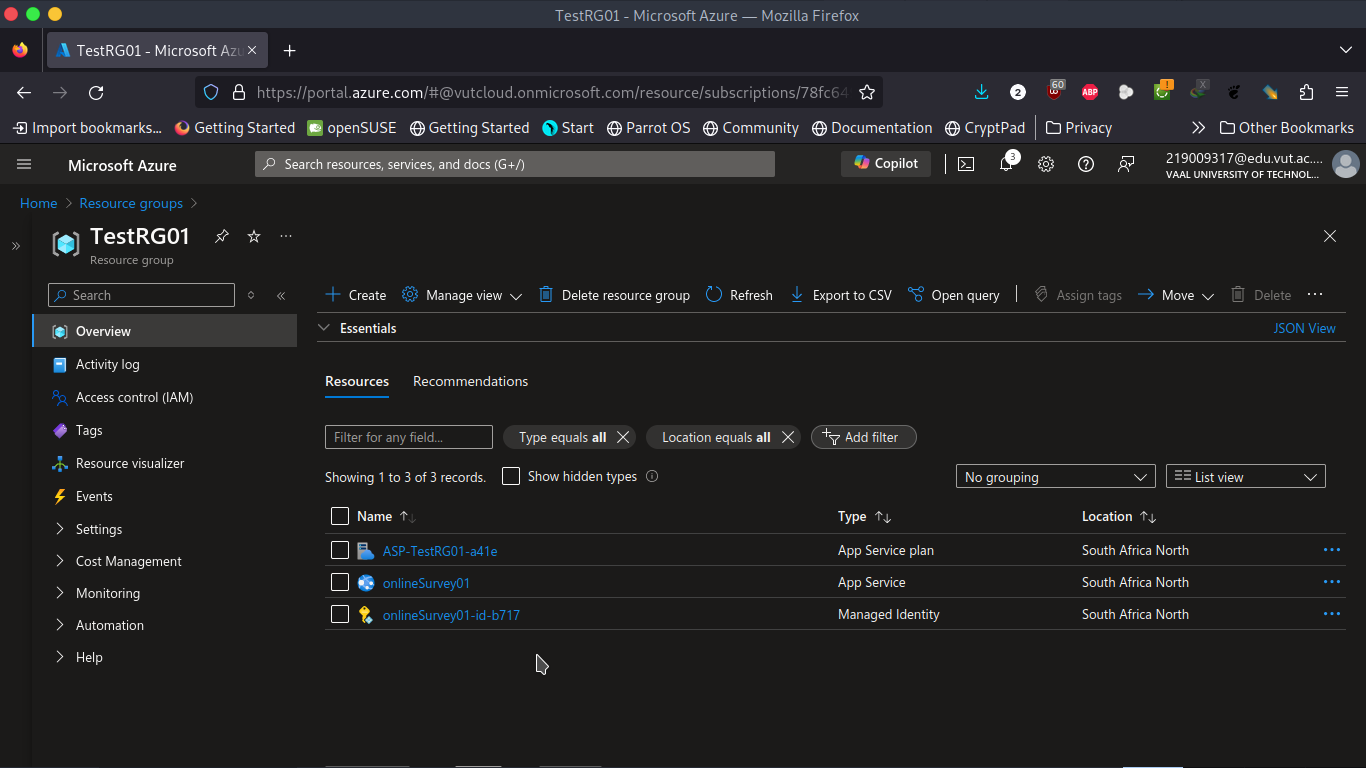 TestRG01 - Microsoft Azure — Mozilla Firefox
TestRG01 - Microsoft Azu
https://portal.azure.com/#@vutcloud.onmicrosoft.com/resource/subscriptions/78fc64
2
60
ABP
!
X
Import bookmarks...
Getting Started
openSUSE
Getting Started
Start
Parrot OS
Community
Documentation
CryptPad
Privacy
Other Bookmarks
Microsoft Azure
Search resources, services, and docs (G+/)
Copilot
3
219009317@edu.vut.ac....
VAAL UNIVERSITY OF TECHNOL...
Home > Resource groups >
TestRG01
Resource group
Search
Create
Manage view
Delete resource group
Refresh
Export to CSV
Open query
Assign tags
Move
Delete
Essentials
JSON View
Overview
Activity log
Access control (IAM)
Tags
Resource visualizer
Events
Settings
Cost Management
Monitoring
Automation
Help
Resources
Recommendations
Filter for any field...
Type equals all
Location equals all
Add filter
Showing 1 to 3 of 3 records.
Show hidden types
No grouping
List view
Name Type Location
ASP-TestRG01-a41e App Service plan South Africa North
onlineSurvey01 App Service South Africa North
onlineSurvey01-id-b717 Managed Identity South Africa North